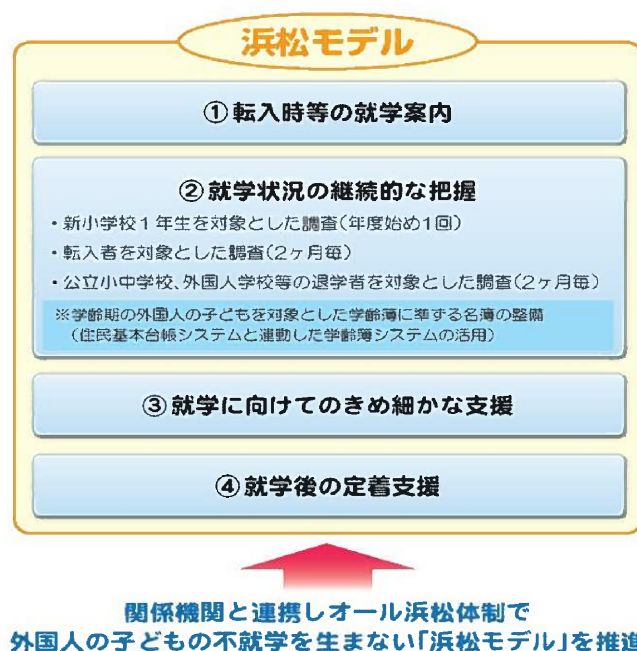 浜松モデル
①転入時等の就学案内
②就学状況の継続的な把握
・新小学校1年生を対象とした調査(年度始め1回)
・転入者を対象とした調査(2ヶ月毎)
・公立小中学校、外国人学校等の退学者を対象とした調査(2ヶ月毎)
※学齢期の外国人の子どもを対象とした学齢簿に準ずる名簿の整備
(住民基本台帳システムと連動した学齢簿システムの活用)
③就学に向けてのきめ細かな支援
④就学後の定着支援
関係機関と連携しオール浜松体制で
外国人の子どもの不就学を生まない「浜松モデル」を推進